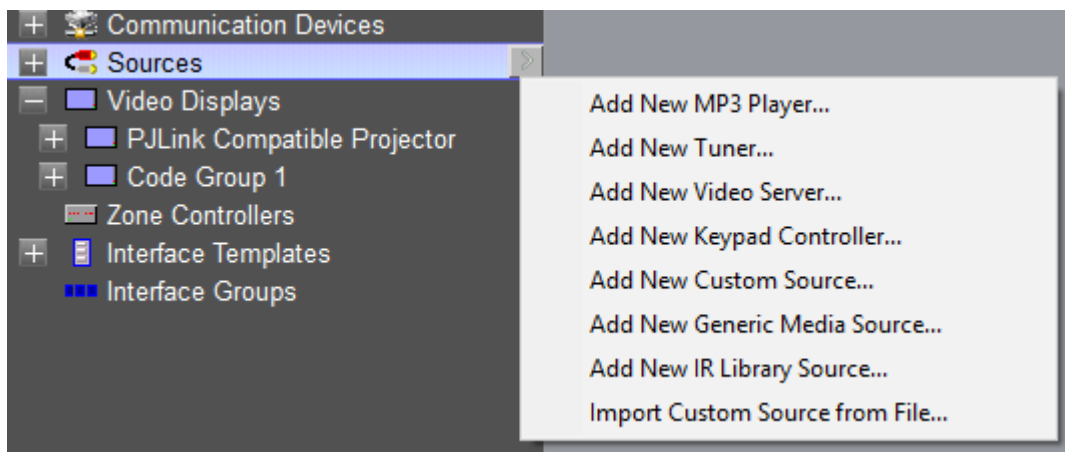 Communication Devices
Sources
Video Displays
PJLink Compatible Projector
Code Group 1
Zone Controllers
Interface Templates
Interface Groups
Add New MP3 Player...
Add New Tuner...
Add New Video Server...
Add New Keypad Controller...
Add New Custom Source...
Add New Generic Media Source...
Add New IR Library Source...
Import Custom Source from File...